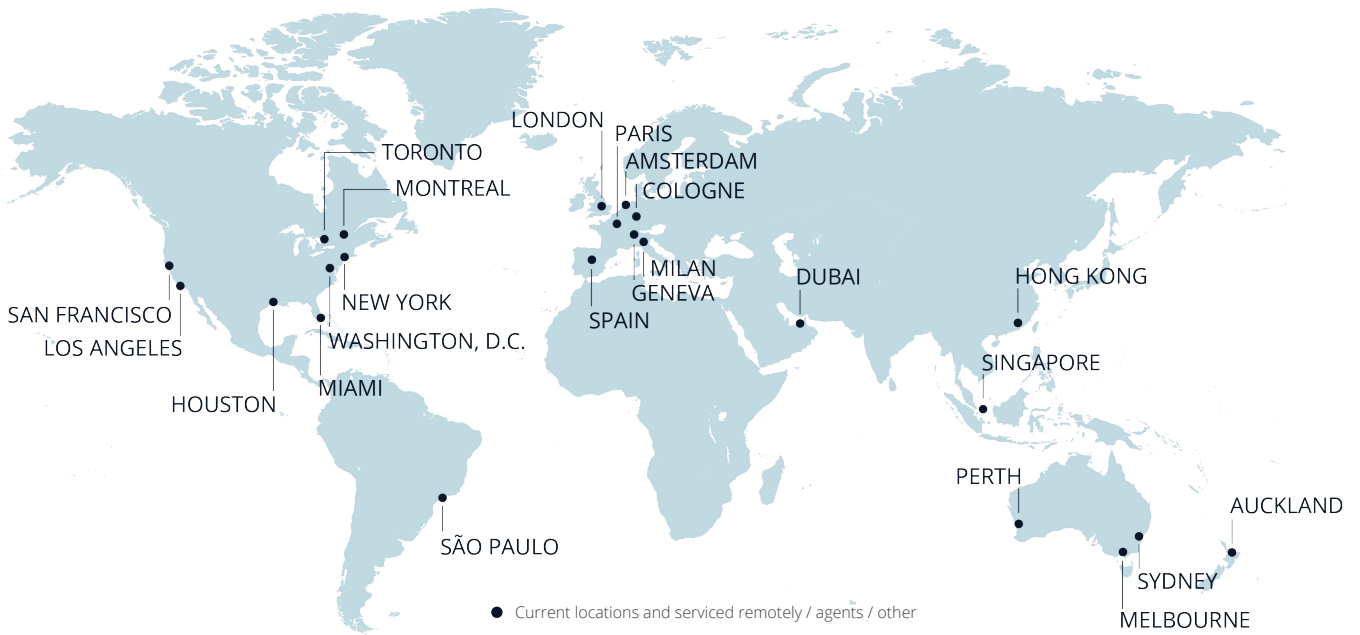 LONDON
PARIS
TORONTO
AMSTERDAM
MONTREAL
COLOGNE
MILAN
DUBAI
HONG KONG
GENEVA
NEW YORK
SAN FRANCISCO
SPAIN
WASHINGTON, D.C.
LOS ANGELES
SINGAPORE
MIAMI
HOUSTON
PERTH
AUCKLAND
SÃO PAULO
SYDNEY
Current locations and serviced remotely / agents / other
MELBOURNE